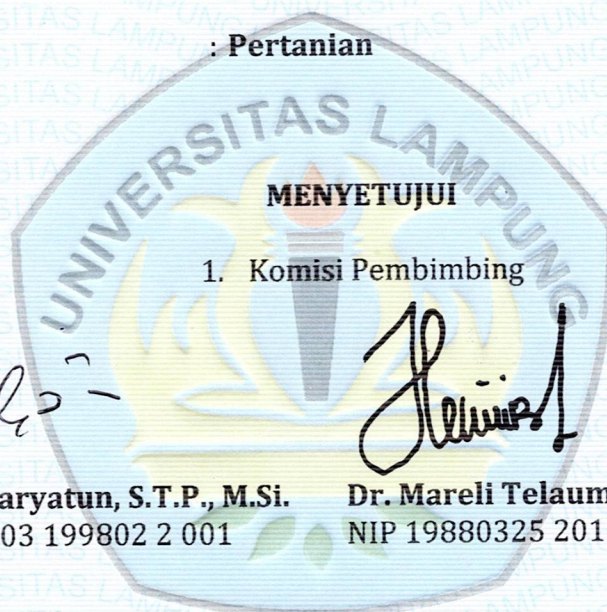 : Pertanian
UNIVERSITAS LAMPUNG
MENYETUJUI
1. Komisi Pembimbing
aryatun, S.T.P., M.Si. Dr. Mareli Telaum
03 199802 2 001 NIP 19880325 201